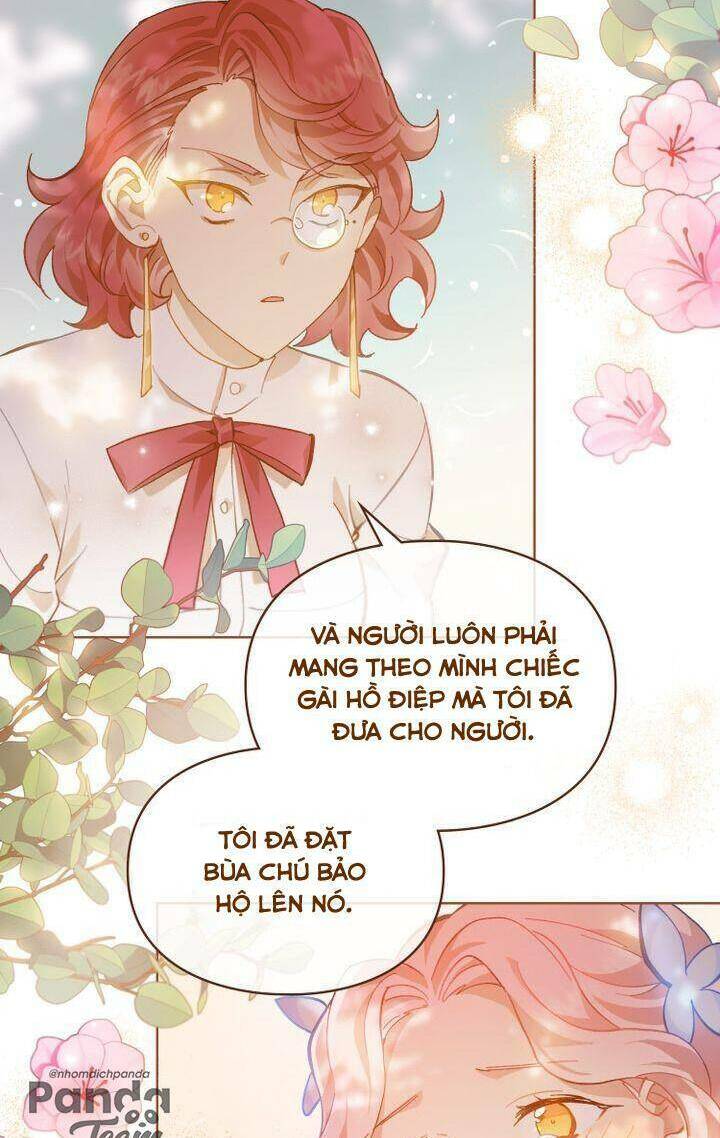 VÀ NGƯỜI LUÔN PHẢI
MANG THEO MÌNH CHIẾC
GÀI HỒ ĐIỆP MÀ TÔI ĐÃ
ĐƯA CHO NGƯỜI.
TÔI ĐÃ ĐẶT
BÙA CHÚ BẢO
HỘ LÊN NÓ.
@nhomdichpanda
Panda
Team